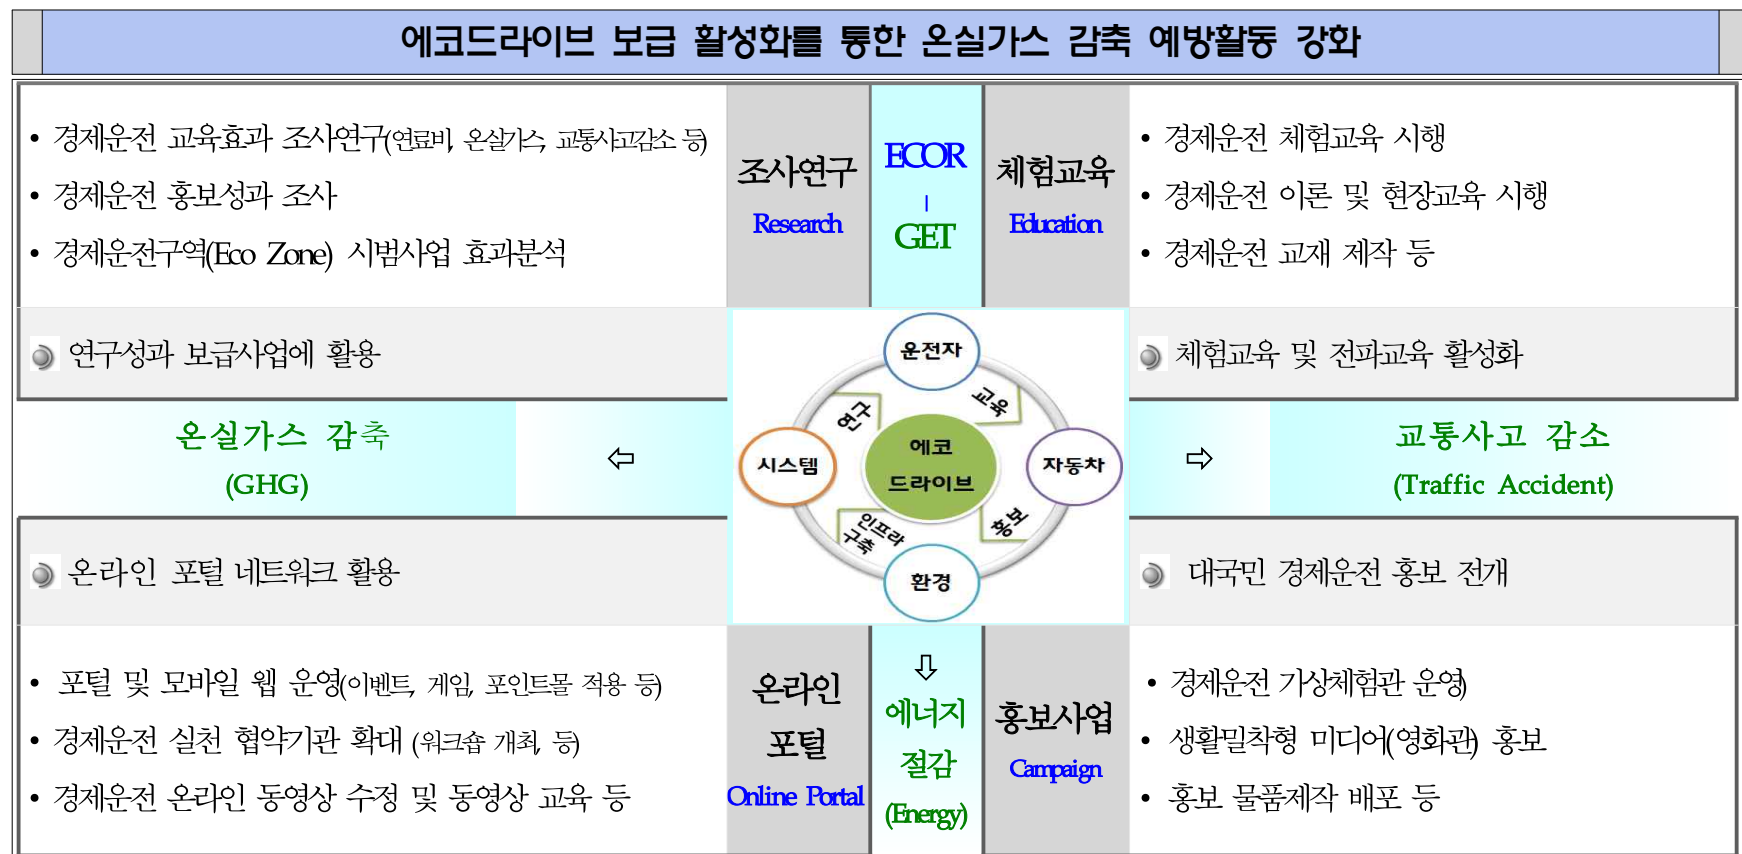 에코드라이브 보급 활성화를 통한 온실가스 감축 예방활동 강화
• 경제운전 교육효과 조사연구(연료비, 온실가스, 교통사고감소 등)
• 경제운전 홍보성과 조사
• 경제운전구역(Eco Zone) 시범사업 효과분석
조사연구
Research
ECOR
-
GET
체험교육
Education
• 경제운전 체험교육 시행
• 경제운전 이론 및 현장교육 시행
• 경제운전 교재 제작 등
연구성과 보급사업에 활용
체험교육 및 전파교육 활성화
온실가스 감축
(GHG)
⇦
운전자
연구
교육
시스템
에코
드라이브
자동차
인프라
구축
홍보
환경
⇨
교통사고 감소
(Traffic Accident)
온라인 포털 네트워크 활용
대국민 경제운전 홍보 전개
• 포털 및 모바일 웹 운영(이벤트, 게임, 포인트몰 적용 등)
• 경제운전 실천 협약기관 확대 (워크숍 개최, 등)
• 경제운전 온라인 동영상 수정 및 동영상 교육 등
온라인
포털
Online Portal
⇩
에너지
절감
(Energy)
홍보사업
Campaign
• 경제운전 가상체험관 운영)
• 생활밀착형 미디어(영화관) 홍보
• 홍보 물품제작 배포 등